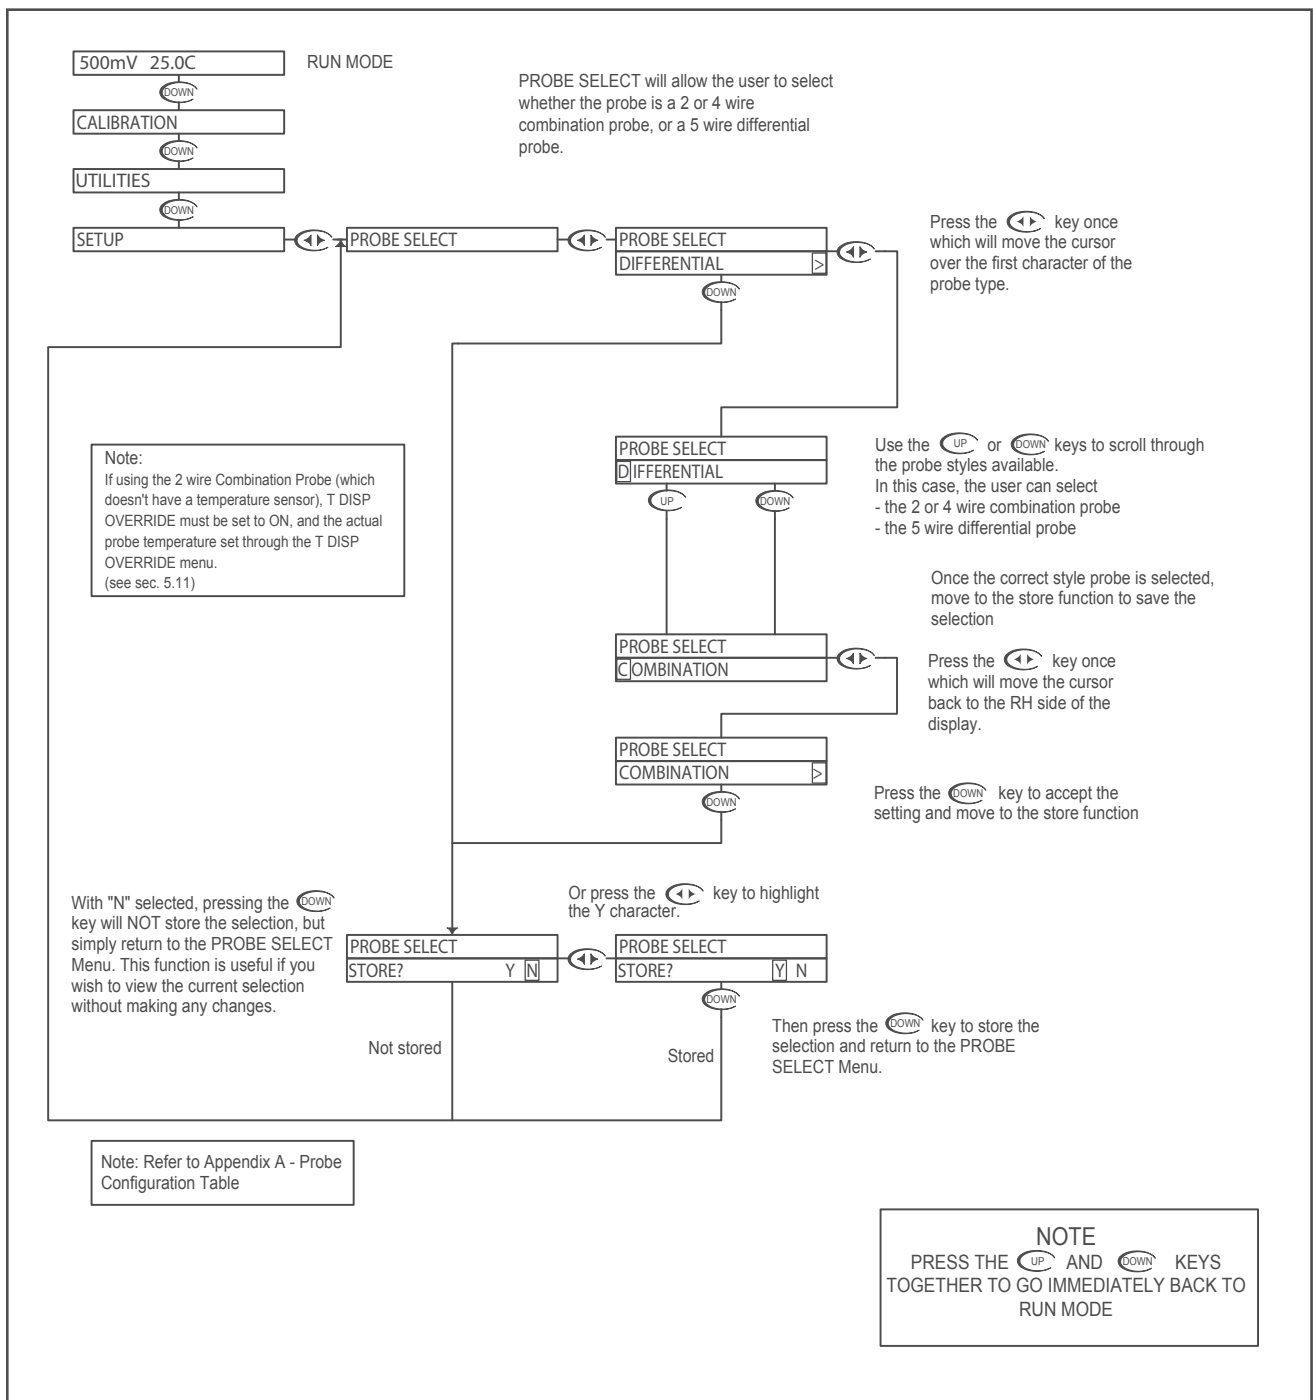 500mV 25.0C
RUN MODE
DOWN
CALIBRATION
DOWN
UTILITIES
DOWN
SETUP
PROBE SELECT will allow the user to select
whether the probe is a 2 or 4 wire
combination probe, or a 5 wire differential
probe.
PROBE SELECT
PROBE SELECT
DIFFERENTIAL >
DOWN
Press the key once
which will move the cursor
over the first character of the
probe type.
Note:
If using the 2 wire Combination Probe (which
doesn't have a temperature sensor), T DISP
OVERRIDE must be set to ON, and the actual
probe temperature set through the T DISP
OVERRIDE menu.
(see sec. 5.11)
PROBE SELECT
DIFFERENTIAL
UP DOWN
Use the UP or DOWN keys to scroll through
the probe styles available.
In this case, the user can select
- the 2 or 4 wire combination probe
- the 5 wire differential probe
Once the correct style probe is selected,
move to the store function to save the
selection
PROBE SELECT
COMBINATION
Press the key once
which will move the cursor
back to the RH side of the
display.
PROBE SELECT
COMBINATION >
DOWN
Press the DOWN key to accept the
setting and move to the store function
With "N" selected, pressing the DOWN
key will NOT store the selection, but
simply return to the PROBE SELECT
Menu. This function is useful if you
wish to view the current selection
without making any changes.
Or press the key to highlight
the Y character.
PROBE SELECT
STORE? Y N
PROBE SELECT
STORE? Y N
DOWN
Not stored
Stored
Then press the DOWN key to store the
selection and return to the PROBE
SELECT Menu.
Note: Refer to Appendix A - Probe
Configuration Table
NOTE
PRESS THE UP AND DOWN KEYS
TOGETHER TO GO IMMEDIATELY BACK TO
RUN MODE